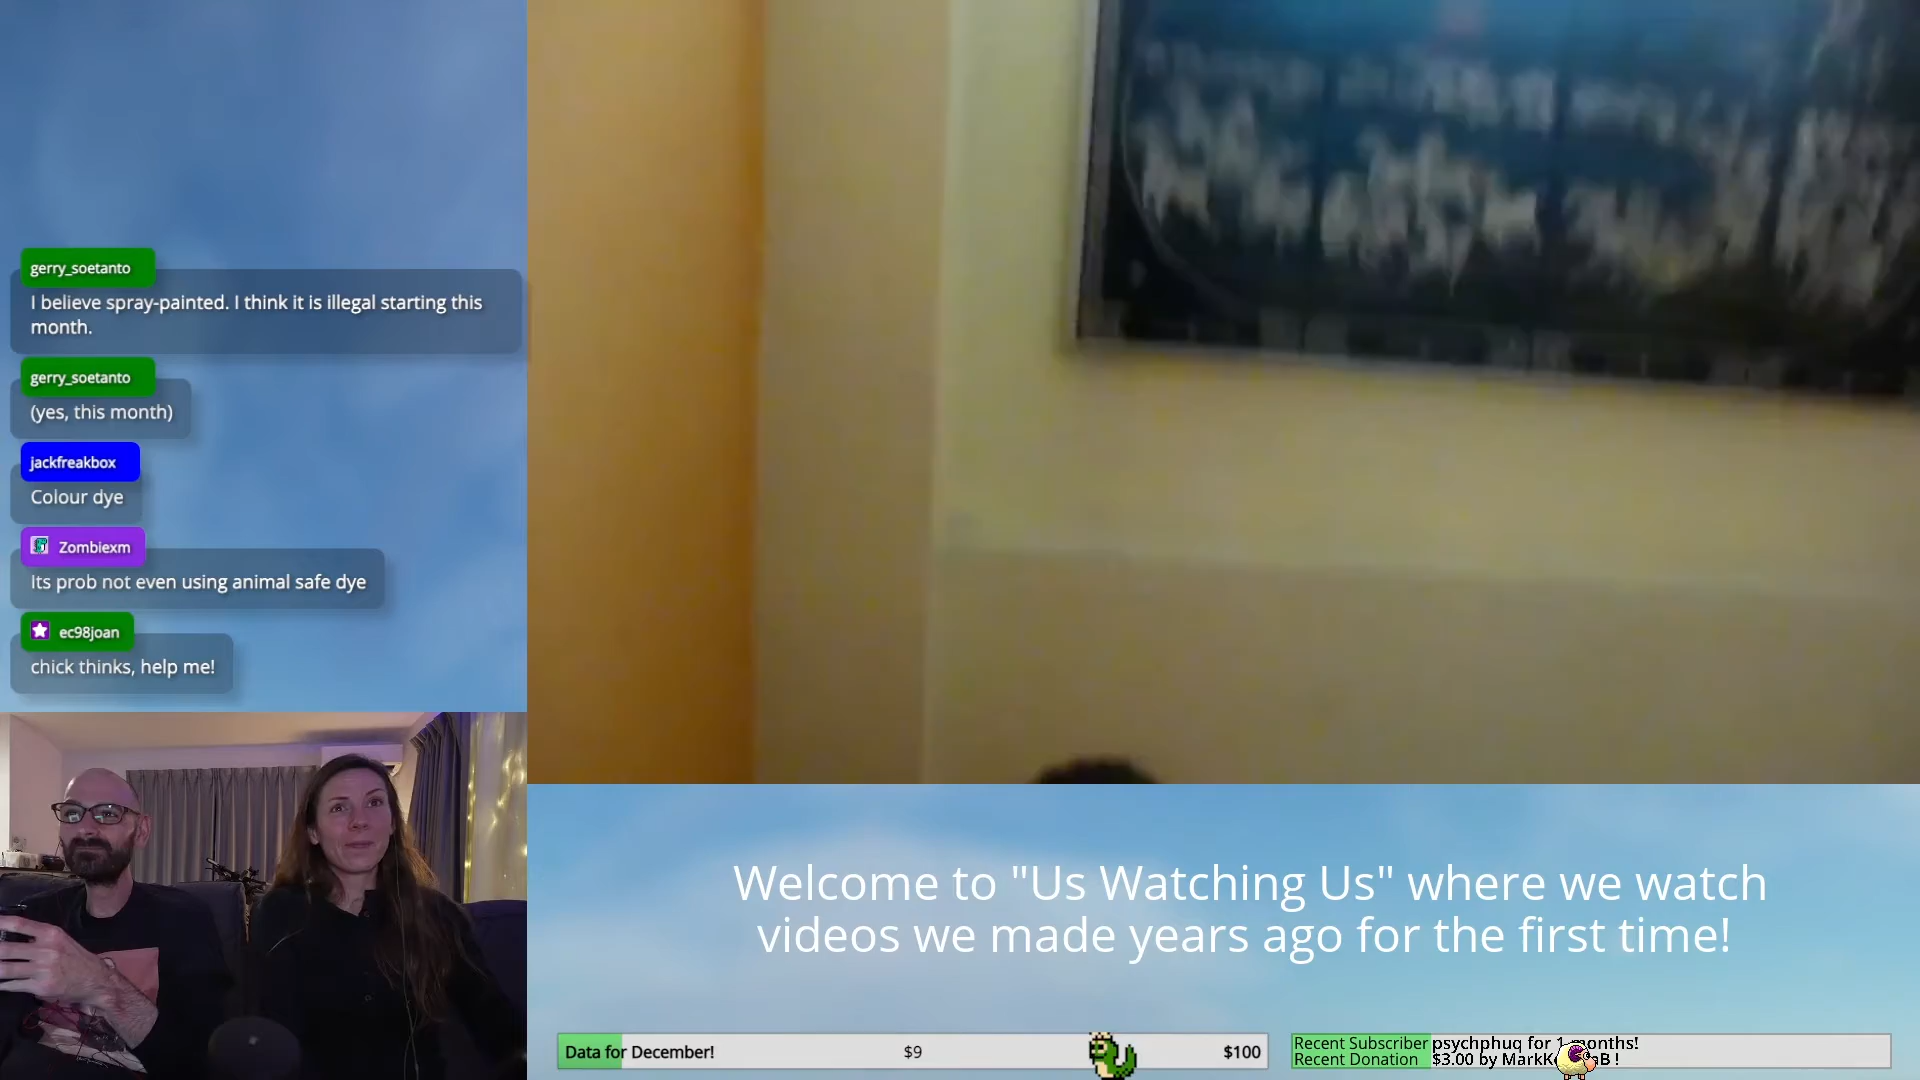 gerry_soetanto
I believe spray-painted. I think it is illegal starting this
month.
gerry_soetanto
(yes, this month)
jackfreakbox
Colour dye
Zombiexm
Its prob not even using animal safe dye
ec98joan
chick thinks, help me!
Welcome to "Us Watching Us" where we watch
videos we made years ago for the first time!
Data for December!
$9
$100
Recent Subscriber psychphuq for 1 months!
Recent Donation $3.00 by